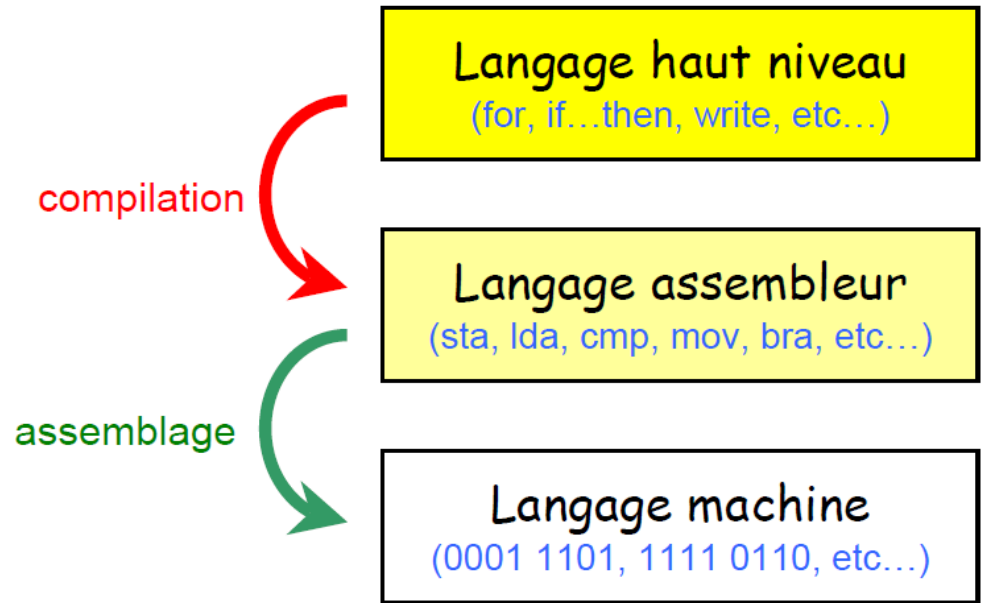 Langage haut niveau
(for, if…then, write, etc…)
compilation
Langage assembleur
(sta, lda, cmp, mov, bra, etc…)
assemblage
Langage machine
(0001 1101, 1111 0110, etc…)